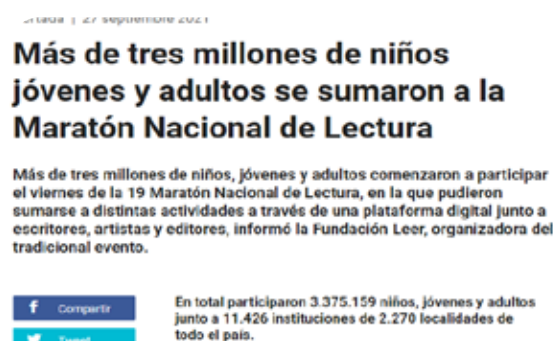 27 septiembre 2021
Más de tres millones de niños
jóvenes y adultos se sumaron a la
Maratón Nacional de Lectura
Más de tres millones de niños, jóvenes y adultos comenzaron a participar
el viernes de la 19 Maratón Nacional de Lectura, en la que pudieron
sumarse a distintas actividades a través de una plataforma digital junto a
escritores, artistas y editores, informó la Fundación Leer, organizadora del
tradicional evento.
f Compartir
En total participaron 3.375.159 niños, jóvenes y adultos
junto a 11.426 instituciones de 2.270 localidades de
todo el país.
Tweet